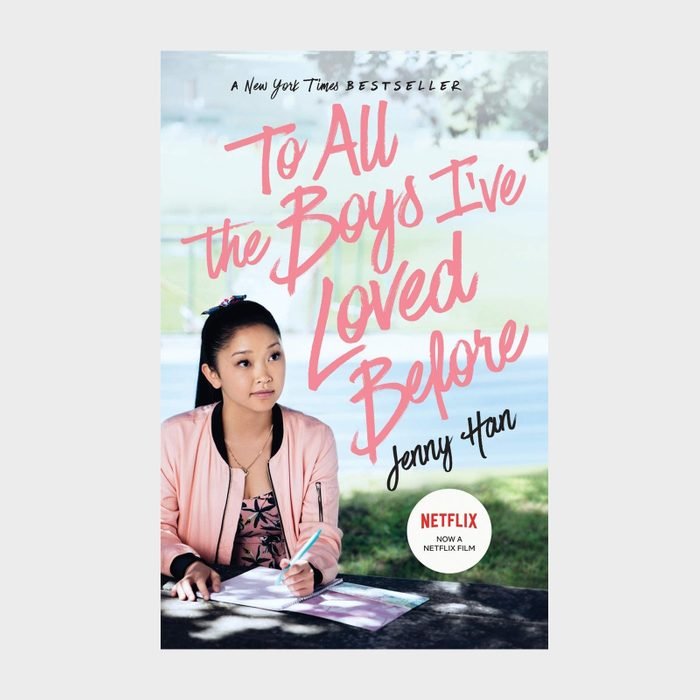 A New York Times BESTSELLER
To All
the Boys I've
Loved
Before
Jenny Han
NETFLIX
NOW A
NETFLIX FILM